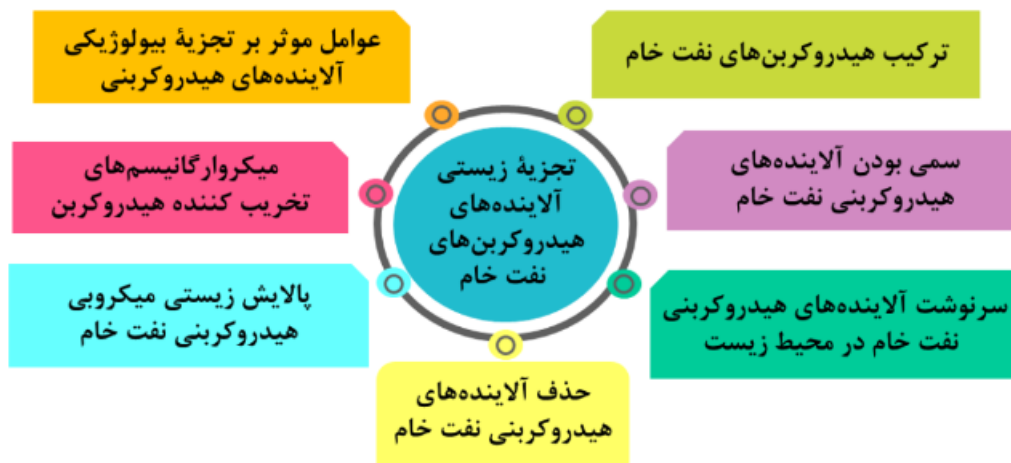 ترکیب هیدروکربن‌های نفت خام
عوامل موثر بر تجزیۀ بیولوژیکی
آلاینده‌های هیدروکربنی
سمی بودن آلاینده‌های
هیدروکربنی نفت خام
تجزیۀ زیستی
آلاینده‌های
هیدروکربن‌های
نفت خام
میکروارگانیسم‌های
تخریب کننده هیدروکربن
سرنوشت آلاینده‌های هیدروکربنی
نفت خام در محیط زیست
پالایش زیستی میکروبی
هیدروکربنی نفت خام
حذف آلاینده‌های
هیدروکربنی نفت خام